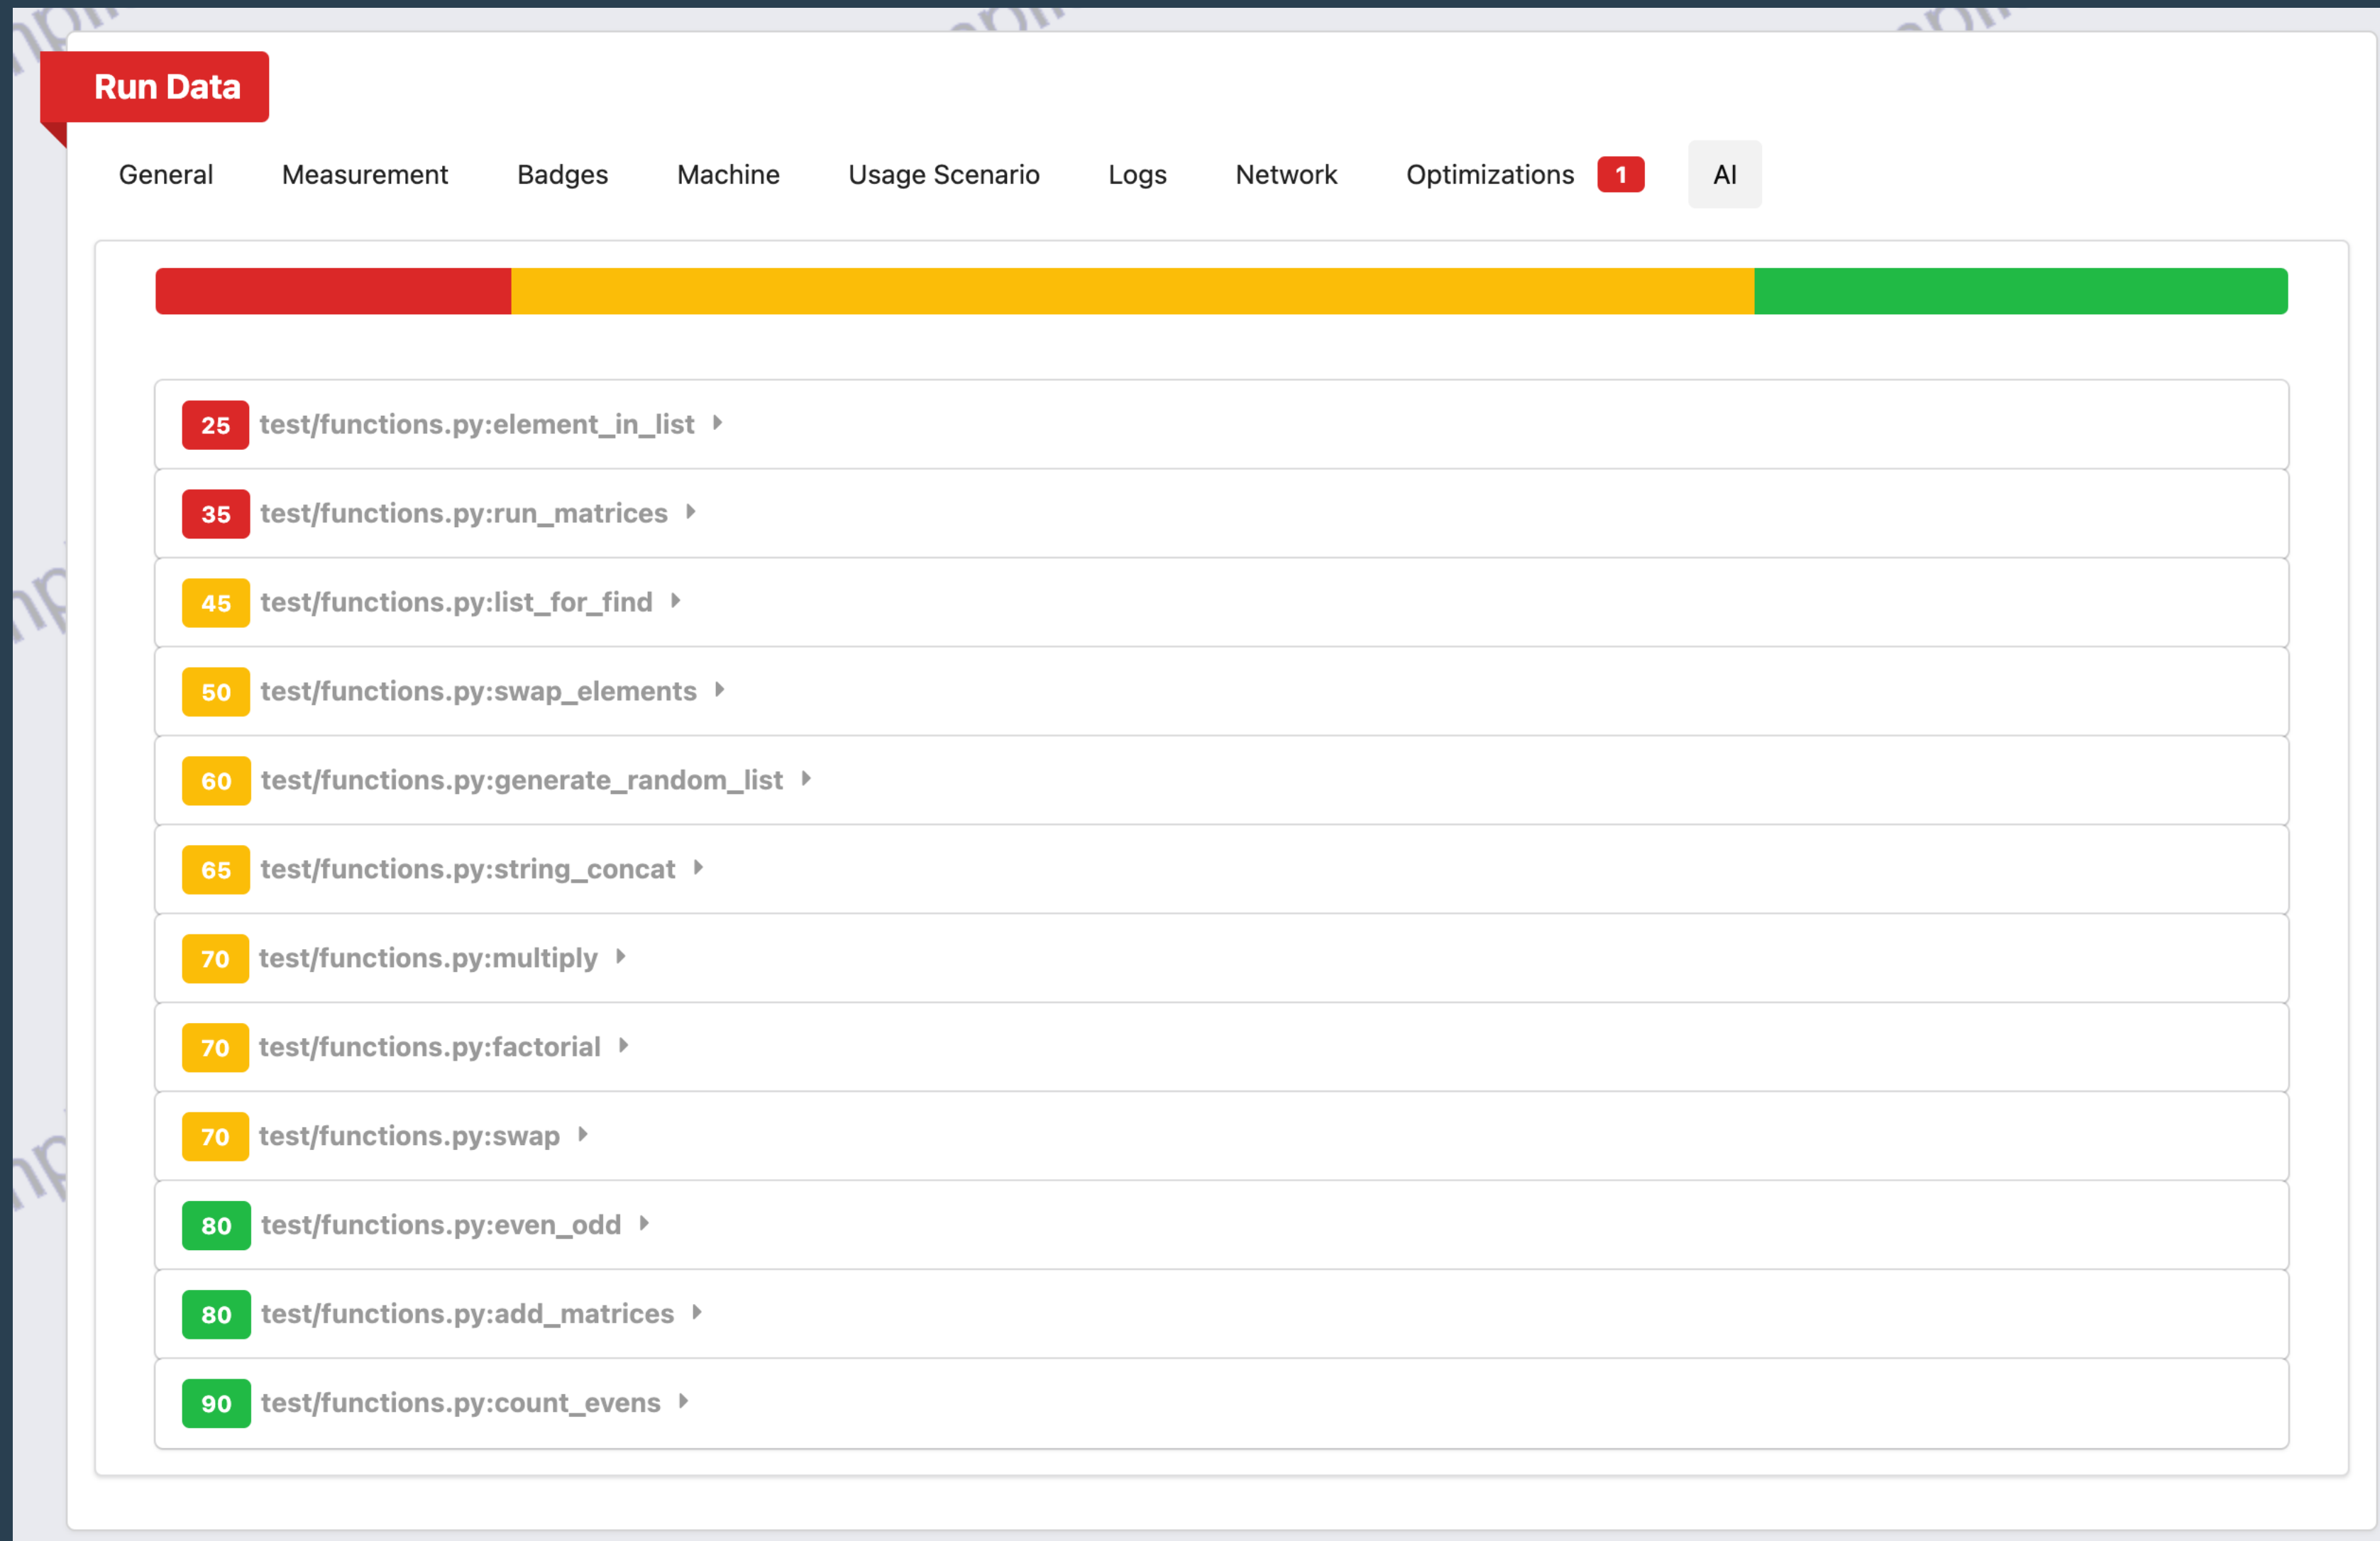 Run Data
General Measurement Badges Machine Usage Scenario Logs Network Optimizations 1 AI
25 test/functions.py:element_in_list
35 test/functions.py:run_matrices
45 test/functions.py:list_for_find
50 test/functions.py:swap_elements
60 test/functions.py:generate_random_list
65 test/functions.py:string_concat
70 test/functions.py:multiply
70 test/functions.py:factorial
70 test/functions.py:swap
80 test/functions.py:even_odd
80 test/functions.py:add_matrices
90 test/functions.py:count_evens